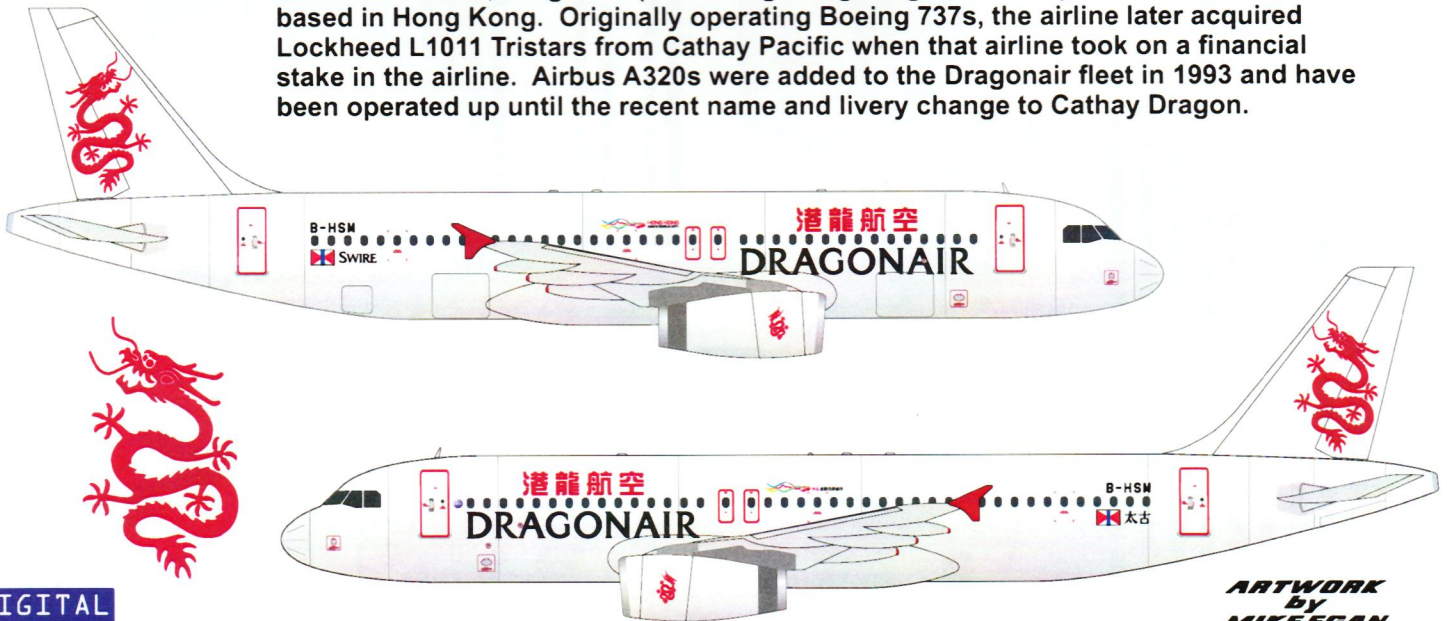 based in Hong Kong. Originally operating Boeing 737s, the airline later acquired
Lockheed L1011 Tristars from Cathay Pacific when that airline took on a financial
stake in the airline. Airbus A320s were added to the Dragonair fleet in 1993 and have
been operated up until the recent name and livery change to Cathay Dragon.
港龍航空
B-HSM
SWIRE
DRAGONAIR
港龍航空
B-HSM
DRAGONAIR
太古
IGITAL
ARTWORK
by
MIKE EGAN